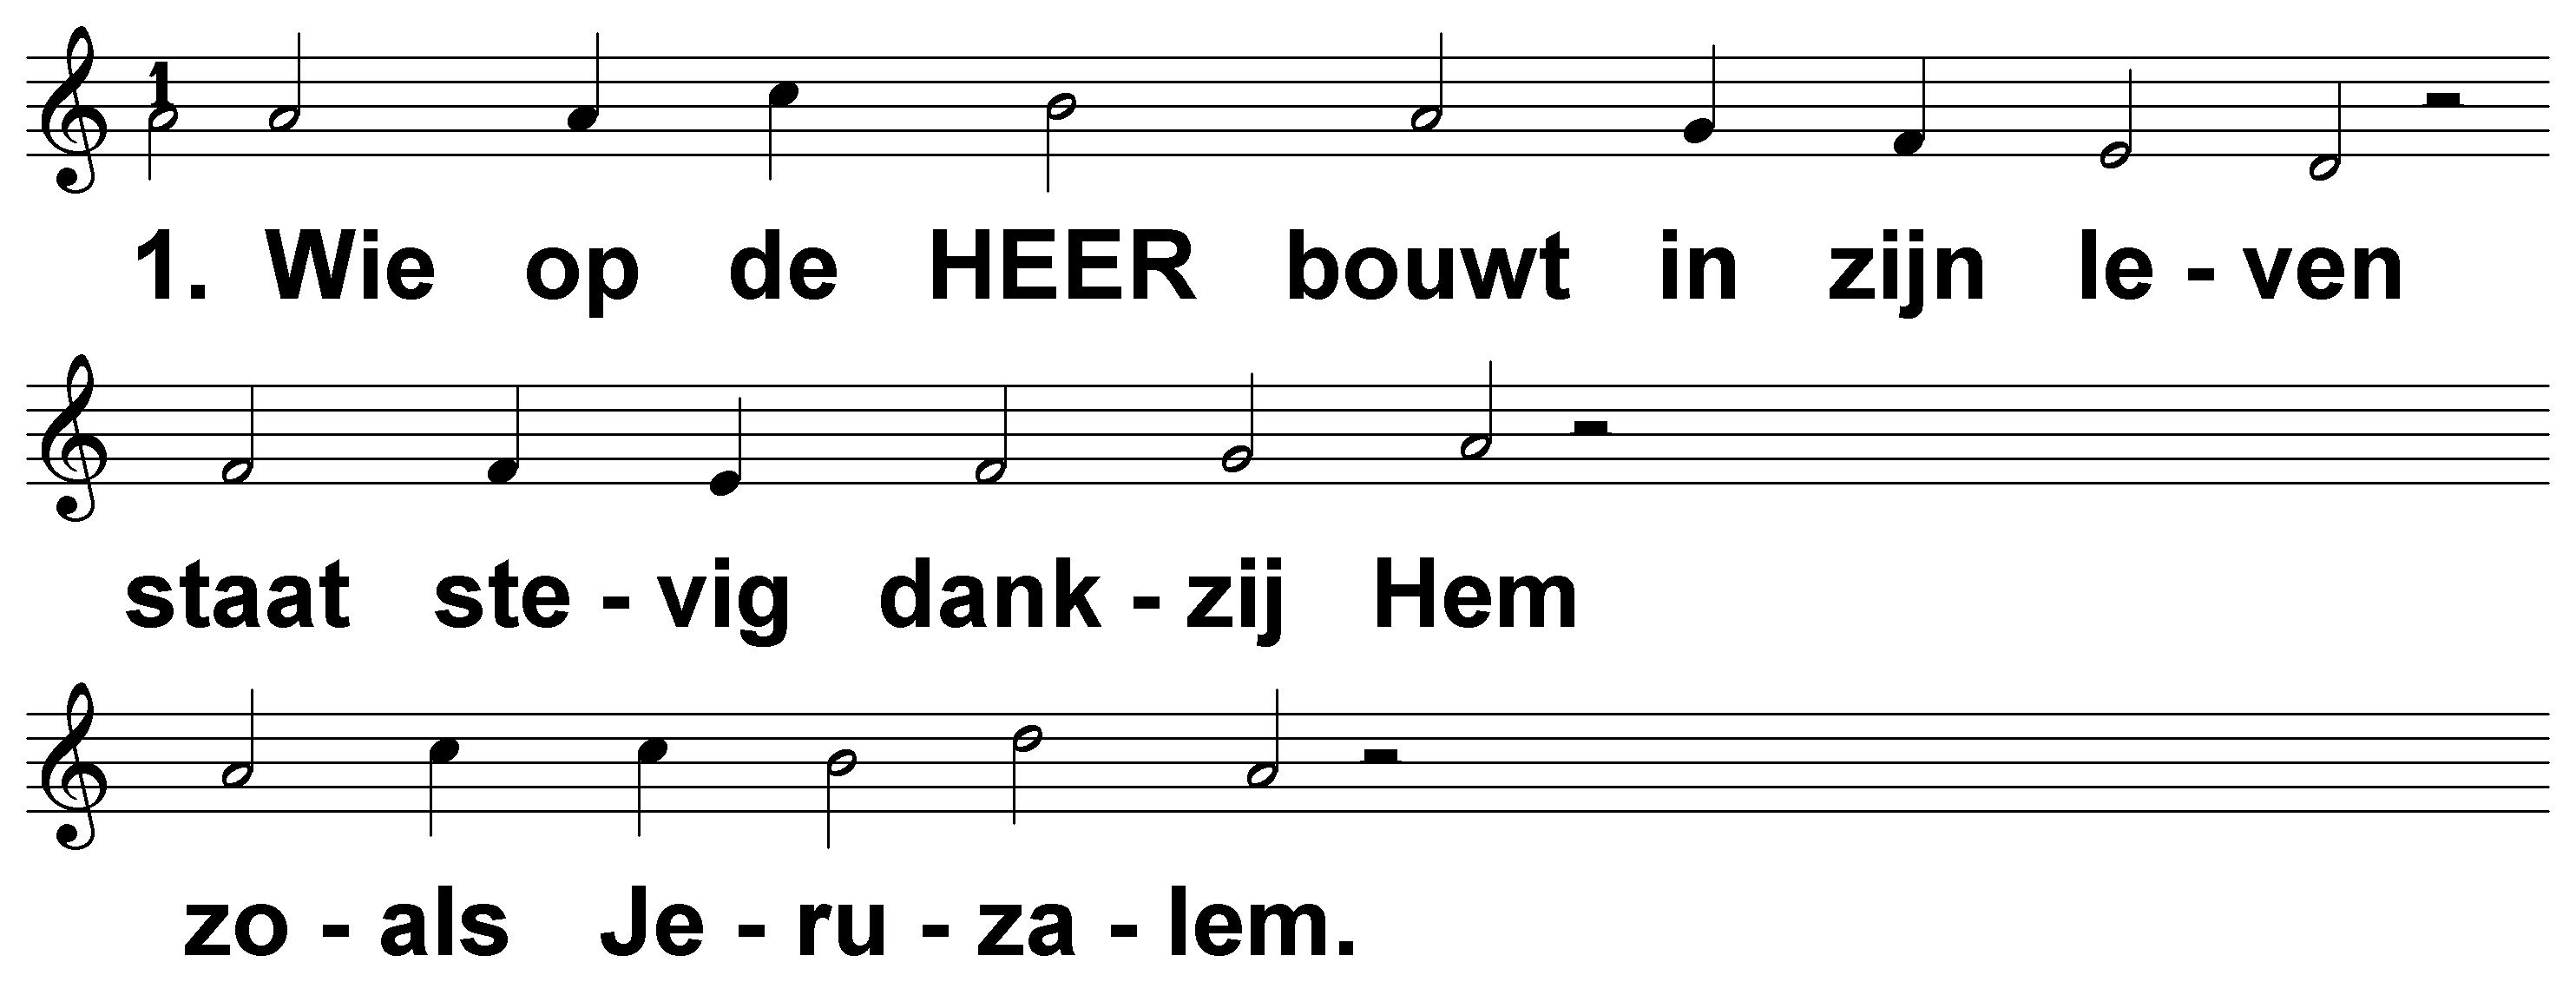 1
1. Wie op de HEER bouwt in zijn le - ven
staat ste - vig dank - zij Hem
zo - als Je - ru - za - lem.